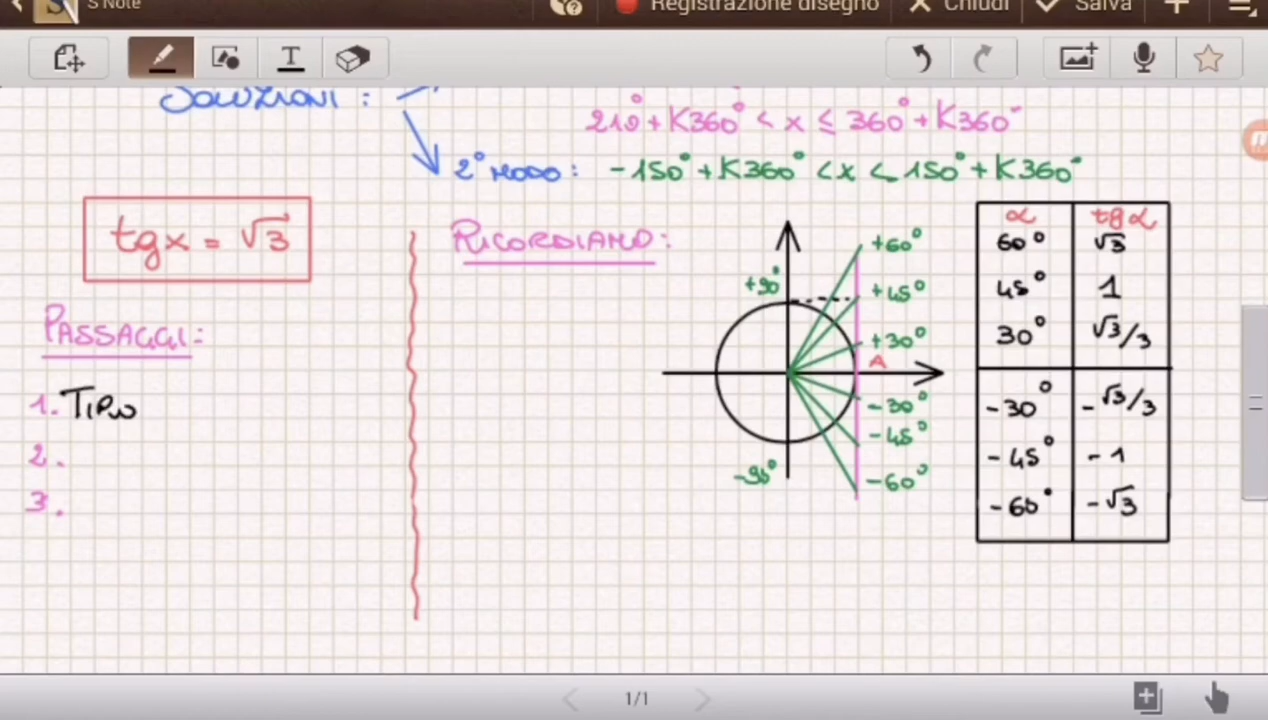 S Note
Registrazione disegno
Chiudi
Salva
SOLUZIONI :
210° + K360° < x ≤ 360° + K360°
2° MODO : -150° + K360° < x < 150° + K360°
tgx = √3
RICORDIAMO :
PASSAGGI :
1. TIPO
2.
3.
+90°
-90°
+60°
+45°
+30°
A
-30°
-45°
-60°
α tgα
60° √3
45° 1
30° √3/3
-30° -√3/3
-45° -1
-60° -√3
1/1